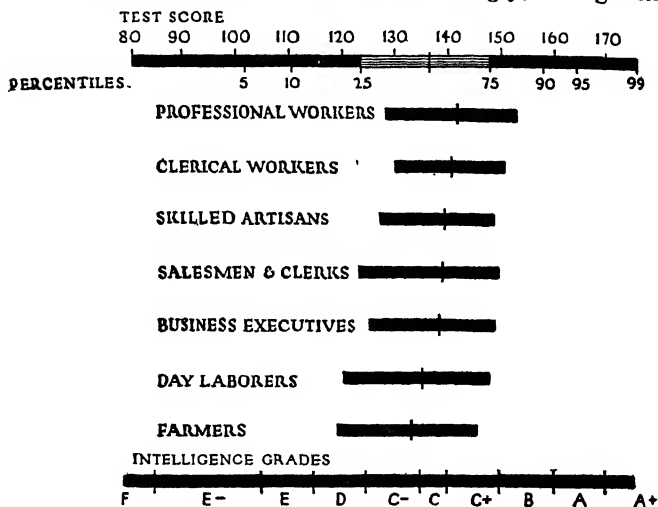 TEST SCORE
80 90 100 110 120 130 140 150 160 170
PERCENTILES. 5 10 25 75 90 95 99
PROFESSIONAL WORKERS
CLERICAL WORKERS
SKILLED ARTISANS
SALESMEN & CLERKS
BUSINESS EXECUTIVES
DAY LABORERS
FARMERS
INTELLIGENCE GRADES
F E- E D C- C C+ B A A+